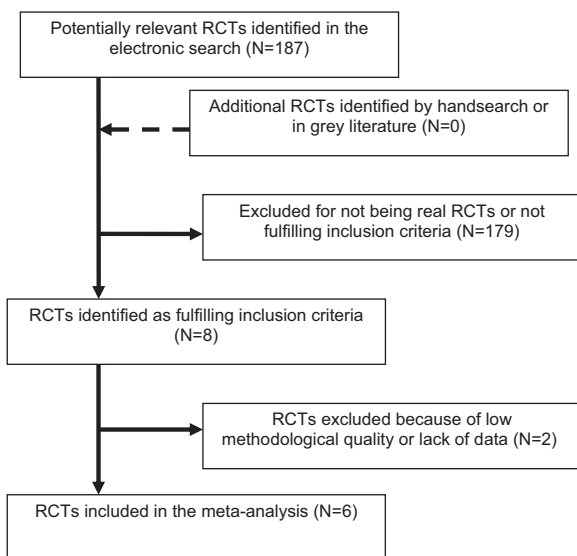 Potentially relevant RCTs identified in the
electronic search (N=187)
Additional RCTs identified by handsearch or
in grey literature (N=0)
Excluded for not being real RCTs or not
fulfilling inclusion criteria (N=179)
RCTs identified as fulfilling inclusion criteria
(N=8)
RCTs excluded because of low
methodological quality or lack of data (N=2)
RCTs included in the meta-analysis (N=6)